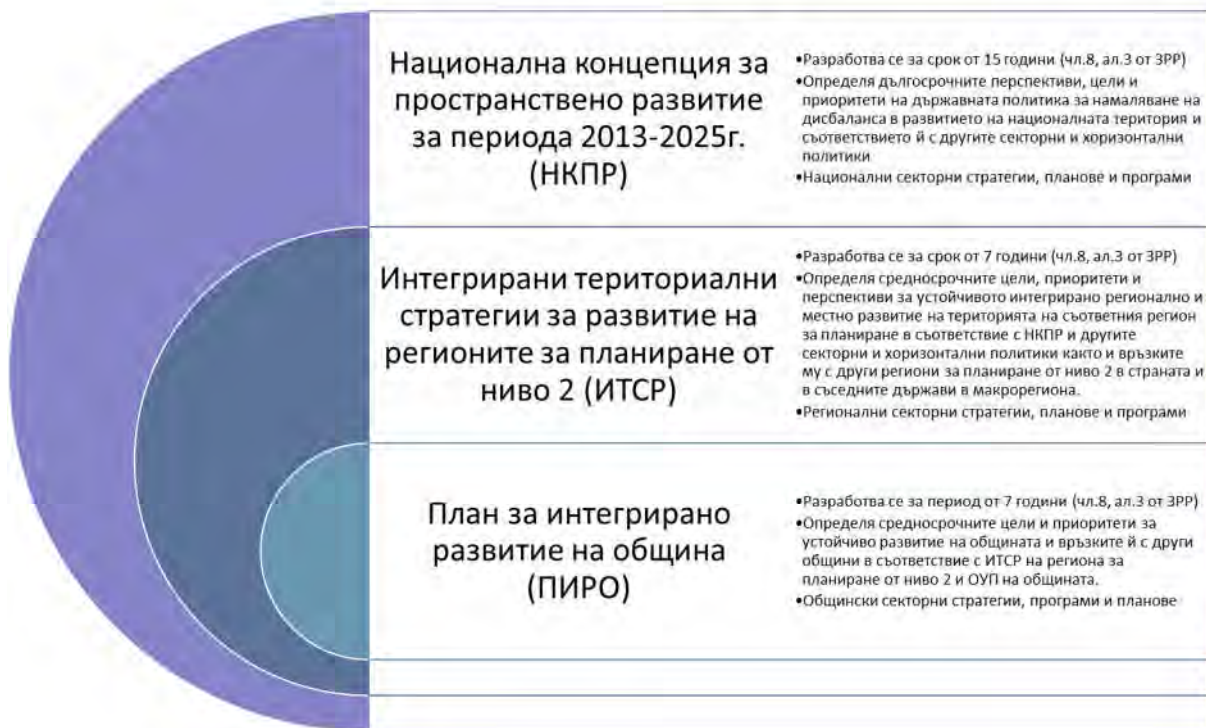 Национална концепция за
пространствено развитие
за периода 2013-2025г.
(НКПР)
•Разработва се за срок от 15 години (чл.8, ал.3 от ЗРР)
•Определя дългосрочните перспективи, цели и
приоритети на държавната политика за намаляване на
дисбаланса в развитието на националната територия и
съответствието й с другите секторни и хоризонтални
политики
•Национални секторни стратегии, планове и програми
Интегрирани териториални
стратегии за развитие на
регионите за планиране от
ниво 2 (ИТСР)
•Разработва се за срок от 7 години (чл.8, ал.3 от ЗРР)
•Определя средносрочните цели, приоритети и
перспективи за устойчивото интегрирано регионално и
местно развитие на територията на съответния регион
за планиране в съответствие с НКПР и другите
секторни и хоризонтални политики както и връзките
му с други региони за планиране от ниво 2 в страната и
в съседните държави в макрорегиона.
•Регионални секторни стратегии, планове и програми
План за интегрирано
развитие на община
(ПИРО)
•Разработва се за период от 7 години (чл.8, ал.3 от ЗРР)
•Определя средносрочните цели и приоритети за
устойчиво развитие на общината и връзките й с други
общини в съответствие с ИТСР на региона за
планиране от ниво 2 и ОУП на общината.
•Общински секторни стратегии, програми и планове